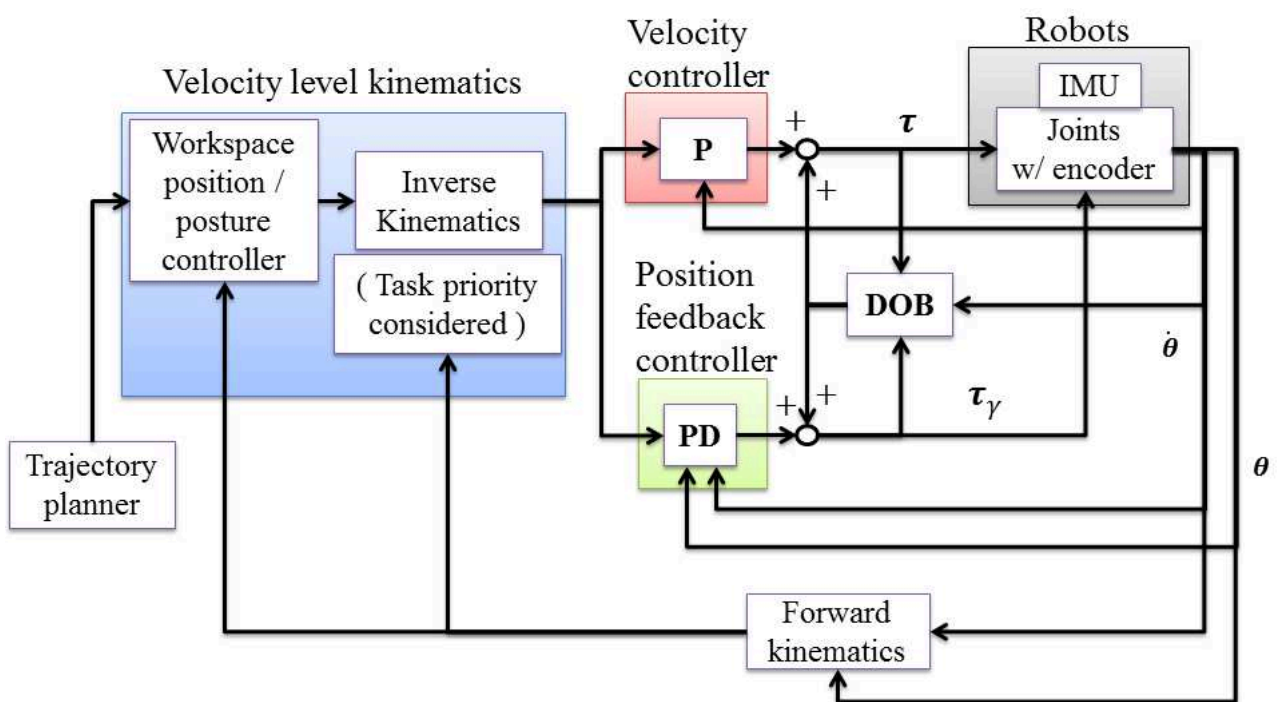 Velocity level kinematics
Workspace
position /
posture
controller
Inverse
Kinematics
( Task priority
considered )
Trajectory
planner
Velocity
controller
P
Position
feedback
controller
PD
+
+
+
+
τ
DOB
τγ
Robots
IMU
Joints
w/ encoder
θ̇
θ
Forward
kinematics